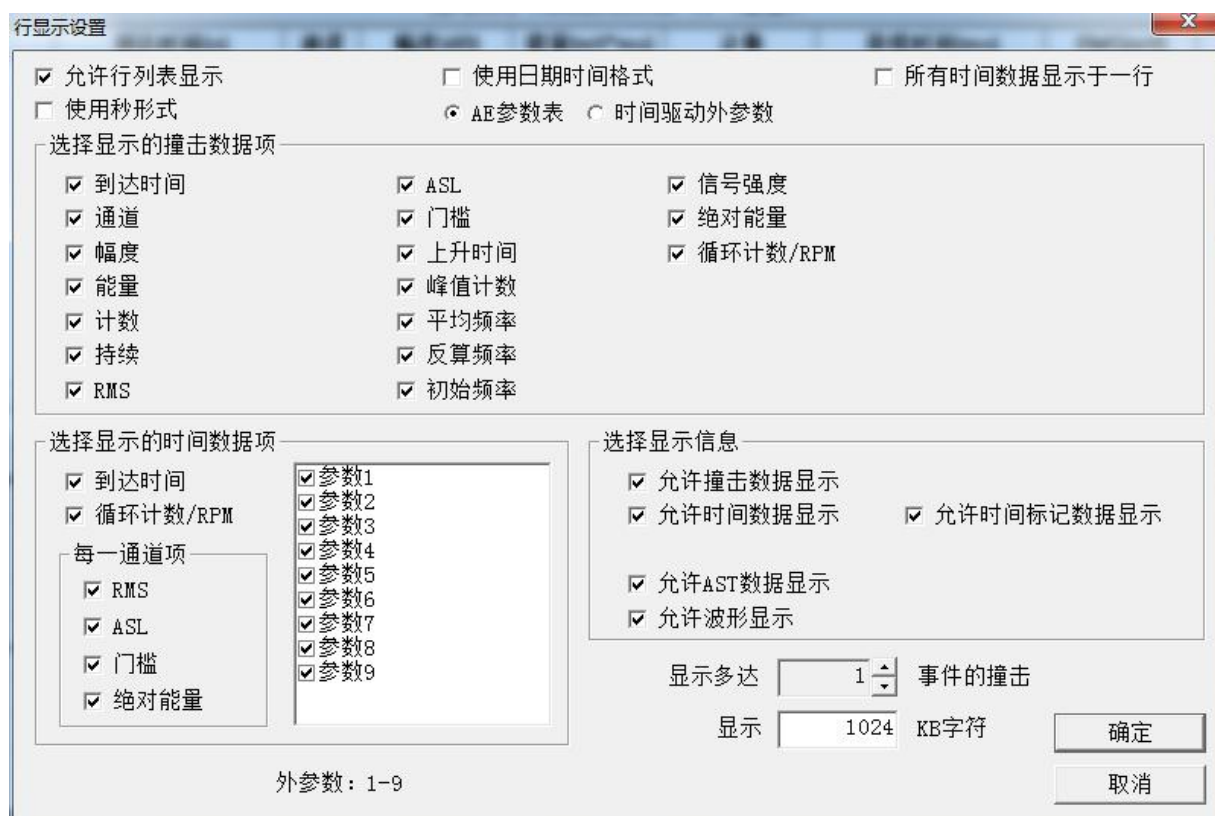 行显示设置
允许行列表显示 使用日期时间格式 所有时间数据显示于一行
使用秒形式 AE参数表 时间驱动外参数
选择显示的撞击数据项
到达时间 ASL 信号强度
通道 门槛 绝对能量
幅度 上升时间 循环计数/RPM
能量 峰值计数
计数 平均频率
持续 反算频率
RMS 初始频率
选择显示的时间数据项
到达时间
循环计数/RPM
每一通道项
RMS
ASL
门槛
绝对能量
参数1
参数2
参数3
参数4
参数5
参数6
参数7
参数8
参数9
选择显示信息
允许撞击数据显示
允许时间数据显示 允许时间标记数据显示
允许AST数据显示
允许波形显示
显示多达 1 事件的撞击
显示 1024 KB字符
确定
外参数：1-9
取消